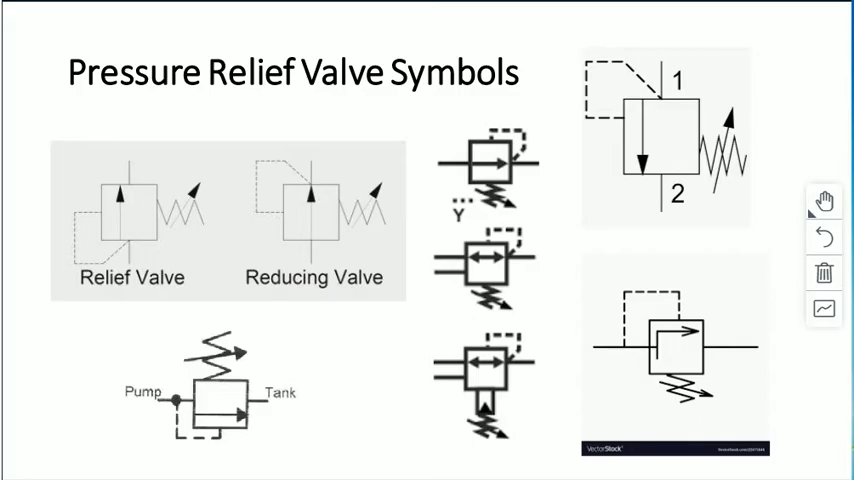 Pressure Relief Valve Symbols
1
2
Relief Valve
Reducing Valve
Y
Pump
Tank
VectorStock